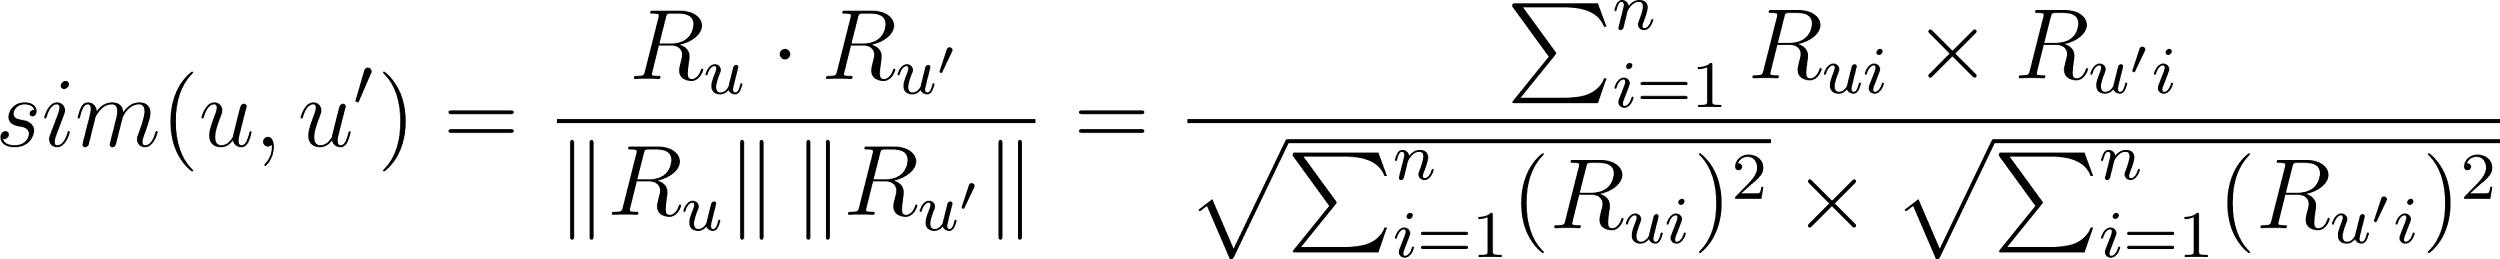 $sim(u, u') = \frac{R_u \cdot R_{u'}}{\|R_u\| \|R_{u'}\|} = \frac{\sum_{i=1}^{n} R_{ui} \times R_{u'i}}{\sqrt{\sum_{i=1}^{n} (R_{ui})^2} \times \sqrt{\sum_{i=1}^{n} (R_{u'i})^2}}$